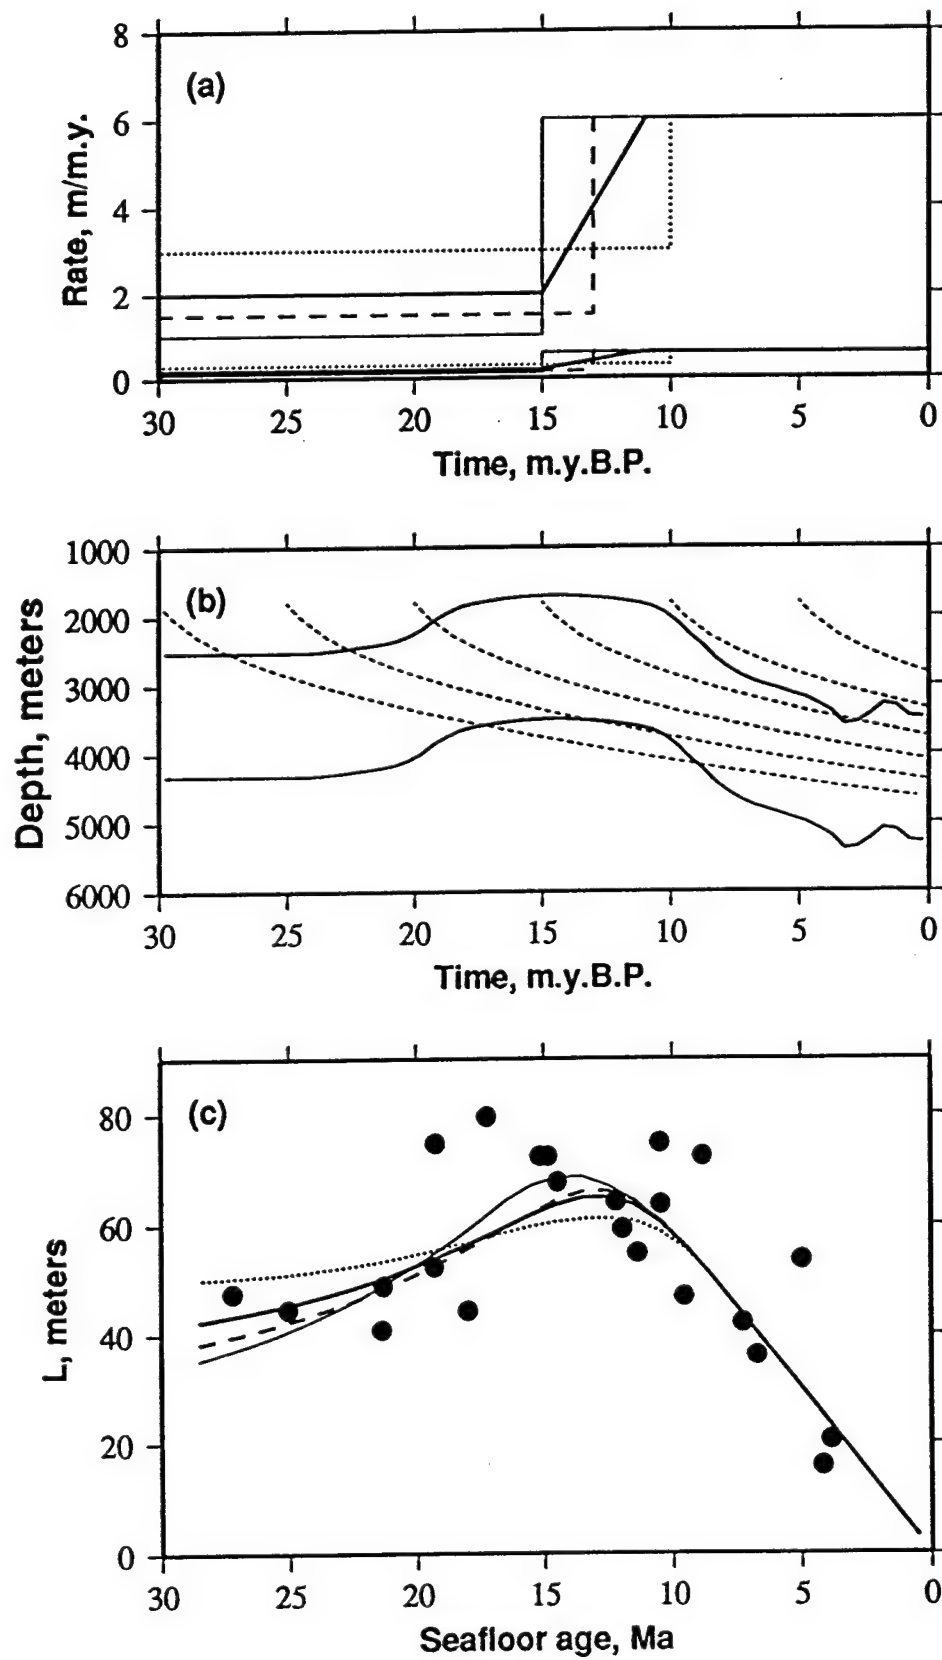 8
(a)
6
Rate, m/m.y.
4
2
0
30 25 20 15 10 5 0
Time, m.y.B.P.
1000
(b)
2000
Depth, meters
3000
4000
5000
6000
30 25 20 15 10 5 0
Time, m.y.B.P.
(c)
80
60
L, meters
40
20
0
30 25 20 15 10 5 0
Seafloor age, Ma